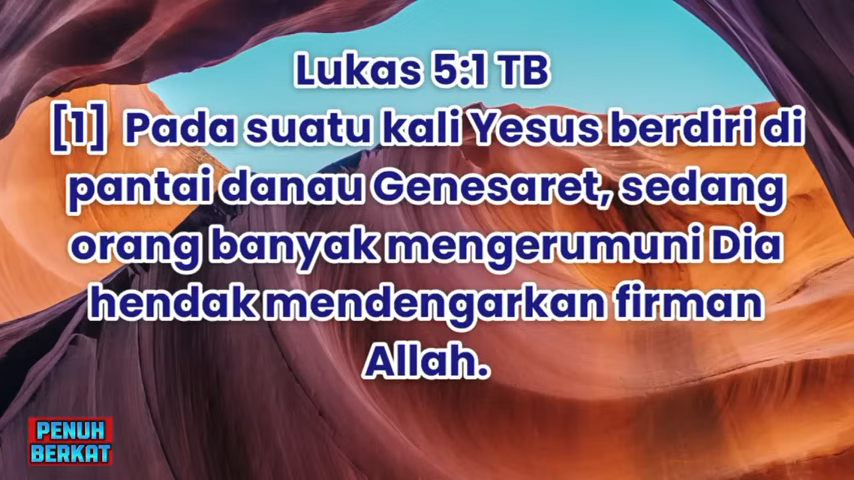 Lukas 5:1 TB
[1] Pada suatu kali Yesus berdiri di
pantai danau Genesaret, sedang
orang banyak mengerumuni Dia
hendak mendengarkan firman
Allah.
PENUH
BERKAT